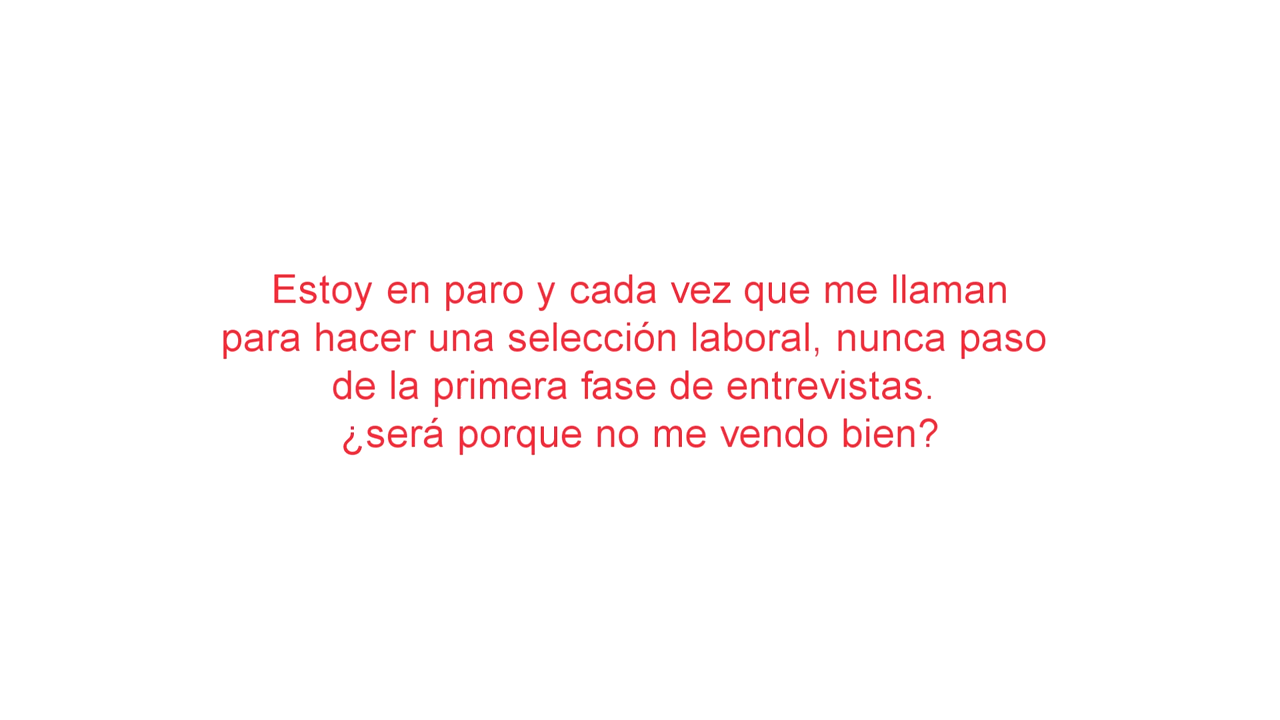 Estoy en paro y cada vez que me llaman
para hacer una selección laboral, nunca paso
de la primera fase de entrevistas.
¿será porque no me vendo bien?